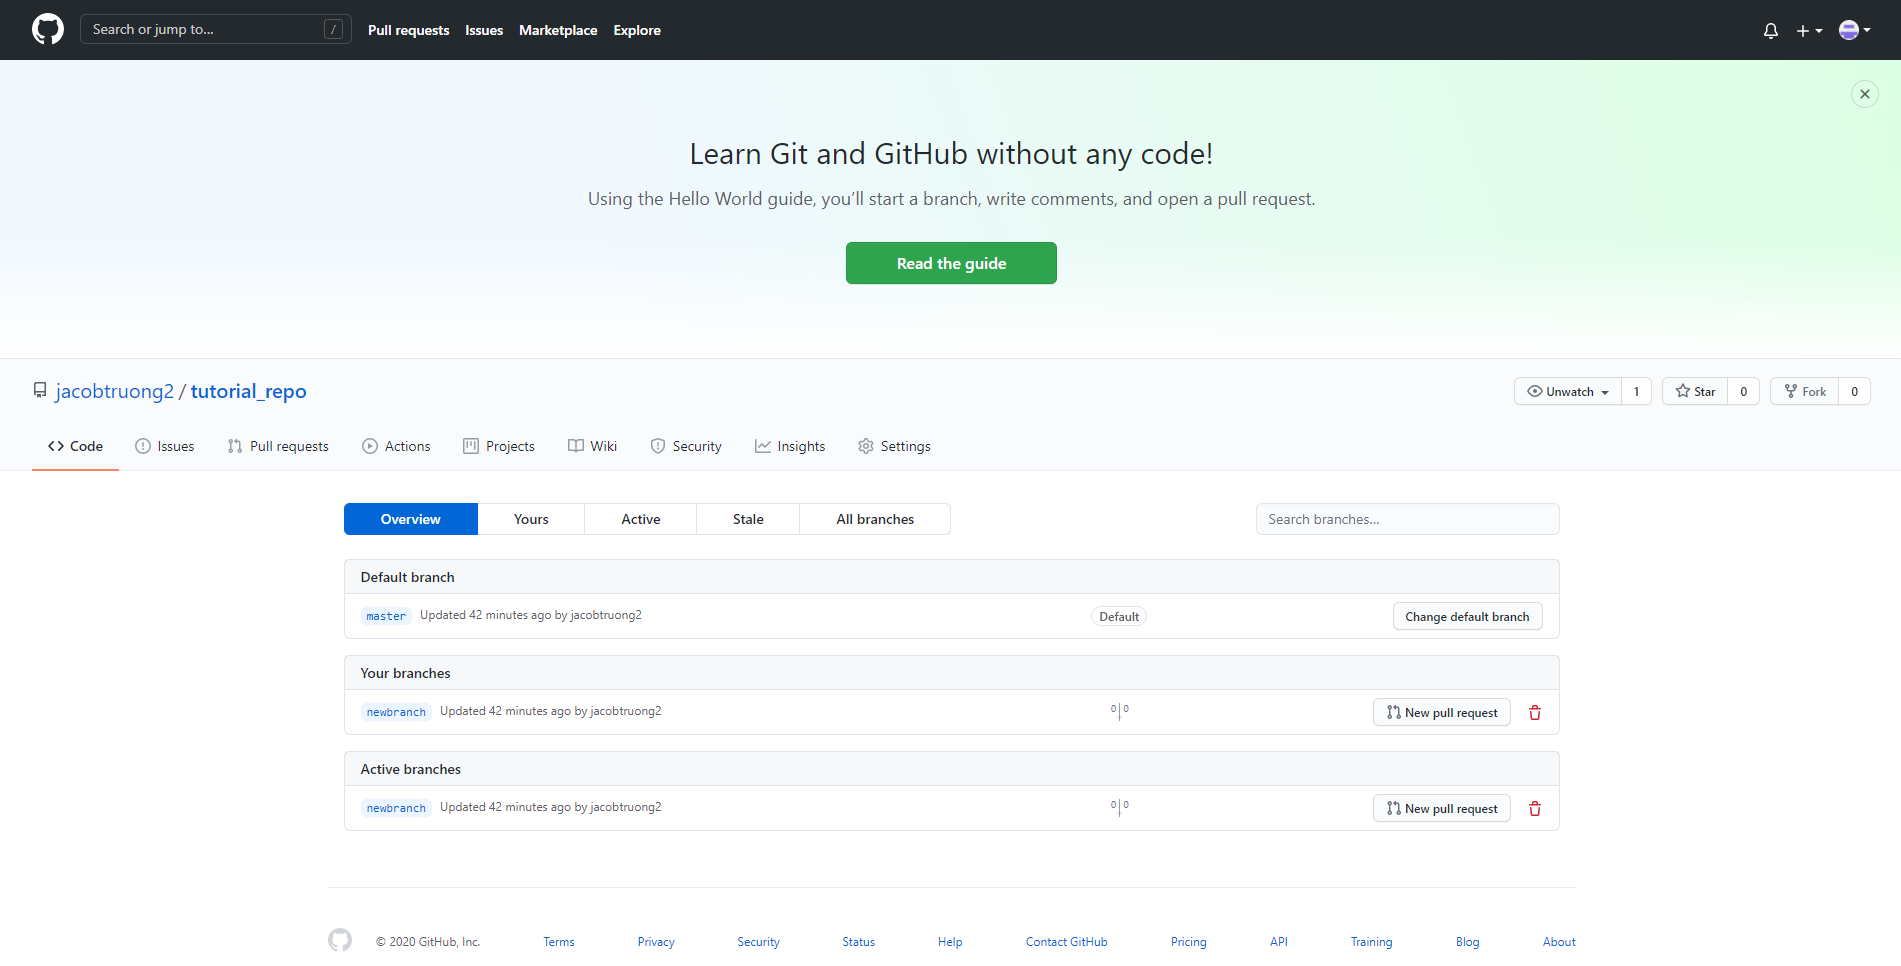 Search or jump to... /
Pull requests Issues Marketplace Explore
Learn Git and GitHub without any code!
Using the Hello World guide, you’ll start a branch, write comments, and open a pull request.
Read the guide
jacobtruong2 / tutorial_repo
Unwatch 1 Star 0 Fork 0
Code Issues Pull requests Actions Projects Wiki Security Insights Settings
Overview Yours Active Stale All branches
Search branches...
Default branch
master Updated 42 minutes ago by jacobtruong2 Default Change default branch
Your branches
newbranch Updated 42 minutes ago by jacobtruong2 0 0 New pull request
Active branches
newbranch Updated 42 minutes ago by jacobtruong2 0 0 New pull request
© 2020 GitHub, Inc. Terms Privacy Security Status Help Contact GitHub Pricing API Training Blog About